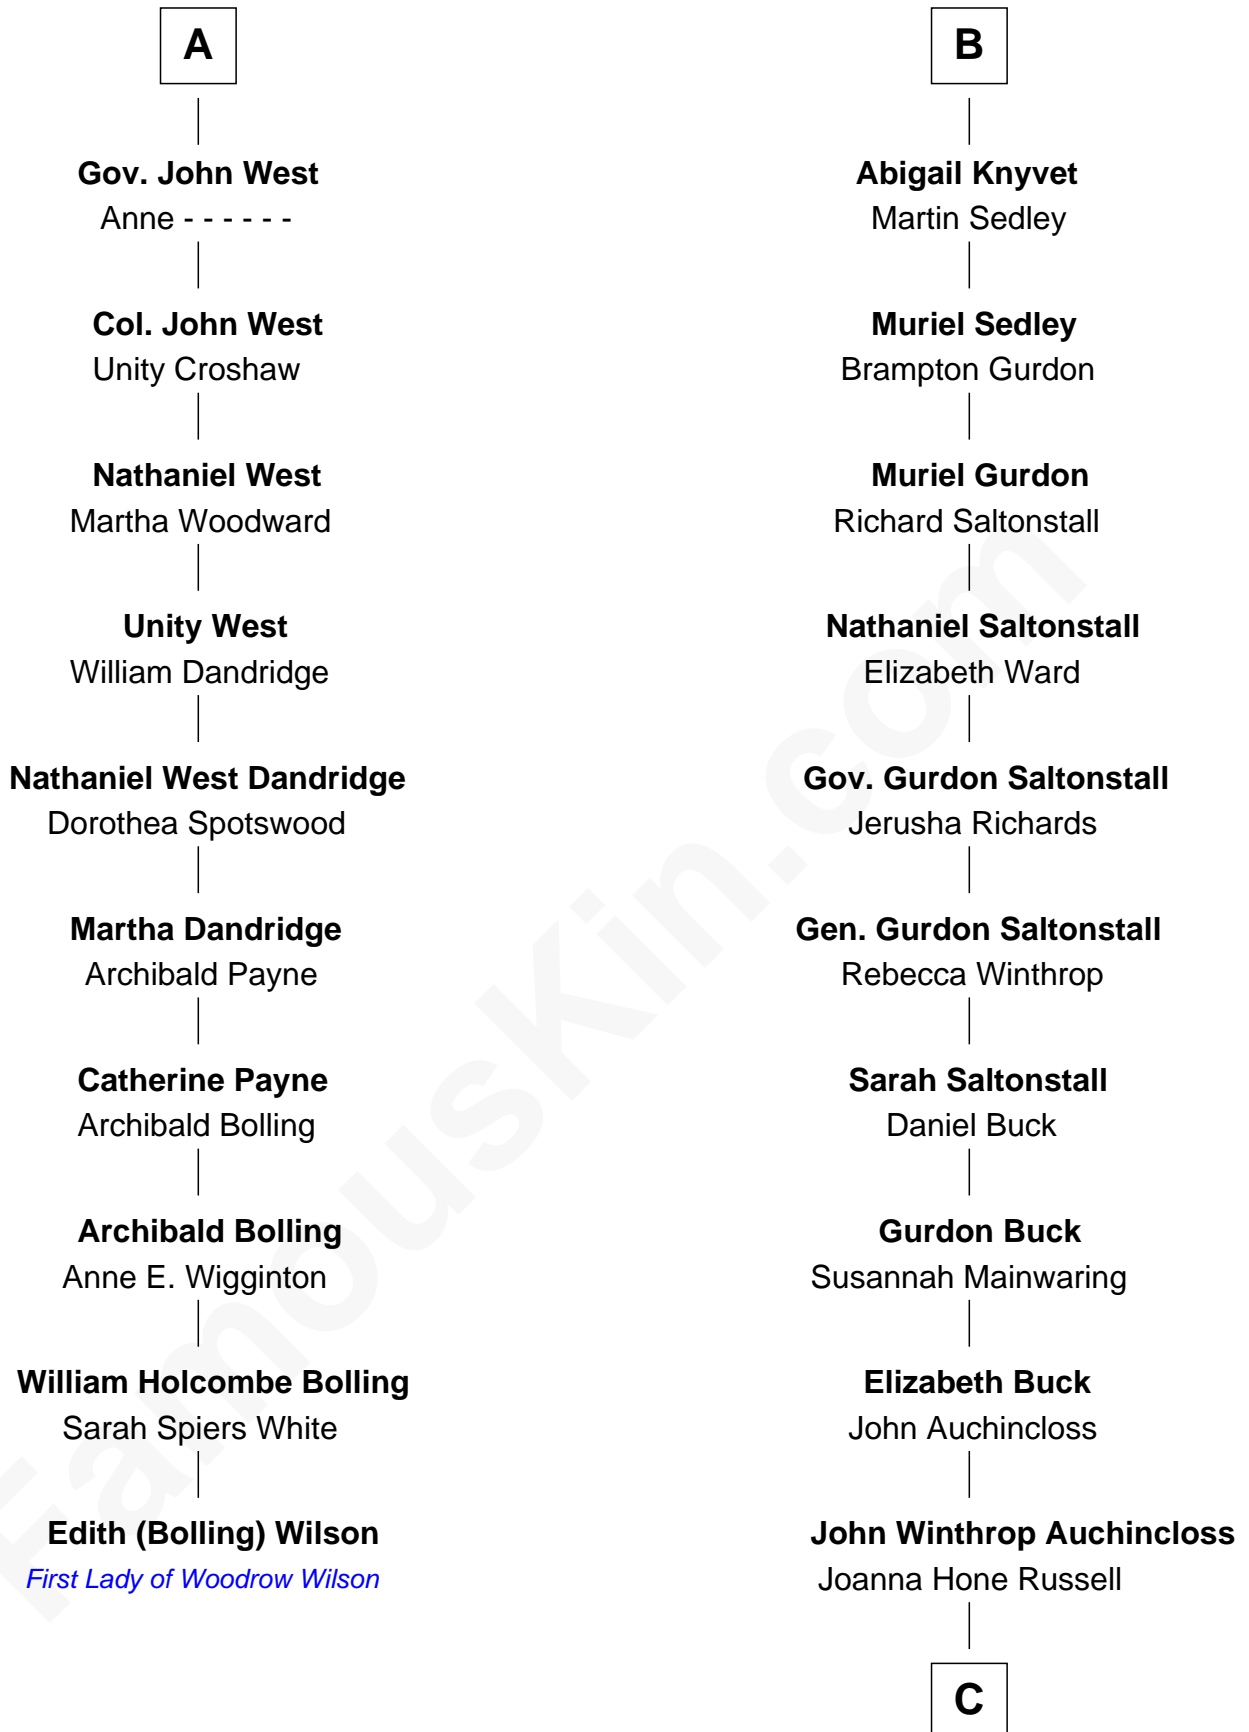 A
Gov. John West
Anne - - - - - -
Col. John West
Unity Croshaw
Nathaniel West
Martha Woodward
Unity West
William Dandridge
Nathaniel West Dandridge
Dorothea Spotswood
Martha Dandridge
Archibald Payne
Catherine Payne
Archibald Bolling
Archibald Bolling
Anne E. Wigginton
William Holcombe Bolling
Sarah Spiers White
Edith (Bolling) Wilson
First Lady of Woodrow Wilson
B
Abigail Knyvet
Martin Sedley
Muriel Sedley
Brampton Gurdon
Muriel Gurdon
Richard Saltonstall
Nathaniel Saltonstall
Elizabeth Ward
Gov. Gurdon Saltonstall
Jerusha Richards
Gen. Gurdon Saltonstall
Rebecca Winthrop
Sarah Saltonstall
Daniel Buck
Gurdon Buck
Susannah Mainwaring
Elizabeth Buck
John Auchincloss
John Winthrop Auchincloss
Joanna Hone Russell
C
FamousKin.com